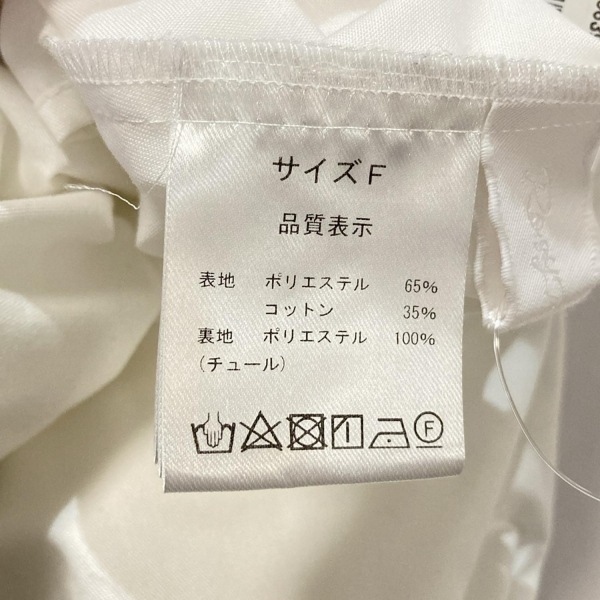 サイズF
品質表示
表地 ポリエステル 65%
コットン 35%
裏地 ポリエステル 100%
(チュール)
F